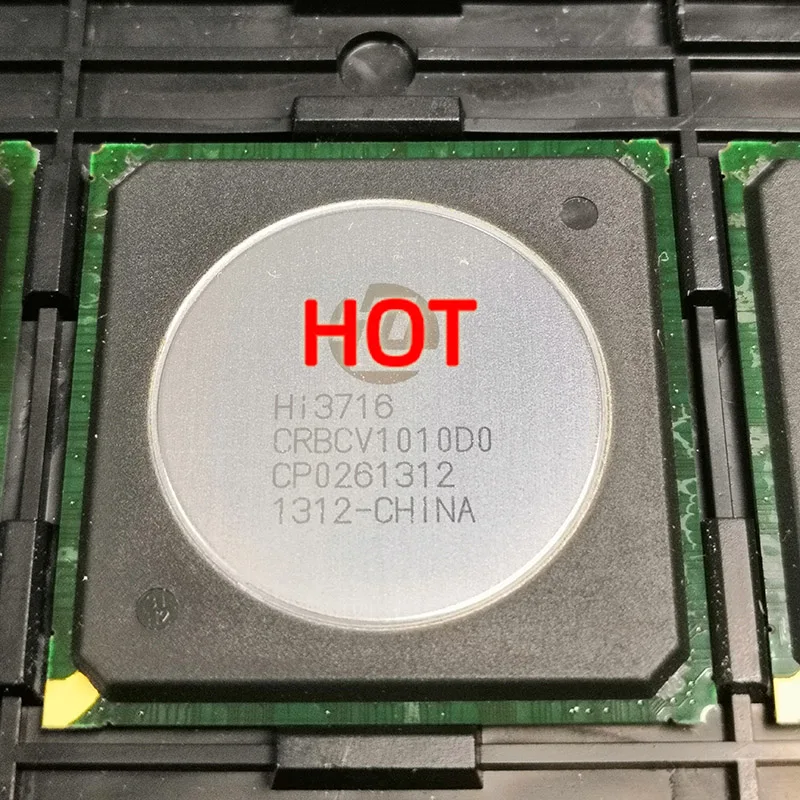 HOT
Hi3716
CRBCV1010D0
CP0261312
1312-CHINA